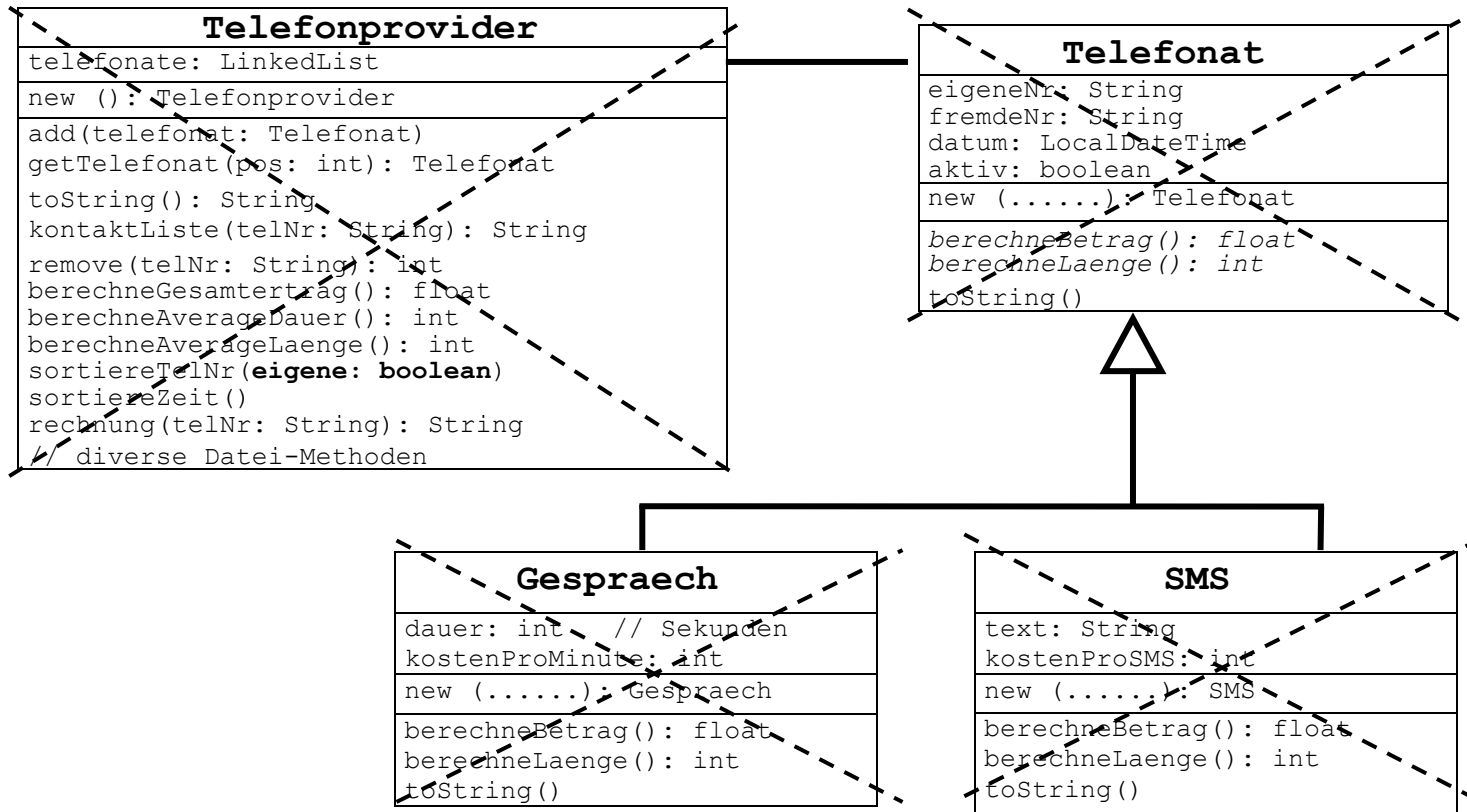 Telefonprovider
telefonate: LinkedList
new (): Telefonprovider
add(telefonat: Telefonat)
getTelefonat(pos: int): Telefonat
toString(): String
kontaktListe(telNr: String): String
remove(telNr: String): int
berechneGesamtertrag(): float
berechneAverageDauer(): int
berechneAverageLaenge(): int
sortiereTelNr(eigene: boolean)
sortiereZeit()
rechnung(telNr: String): String
// diverse Datei-Methoden
Telefonat
eigeneNr: String
fremdeNr: String
datum: LocalDateTime
aktiv: boolean
new (......): Telefonat
berechneBetrag(): float
berechneLaenge(): int
toString()
Gespraech
dauer: int // Sekunden
kostenProMinute: int
new (......): Gespraech
berechneBetrag(): float
berechneLaenge(): int
toString()
SMS
text: String
kostenProSMS: int
new (......): SMS
berechneBetrag(): float
berechneLaenge(): int
toString()